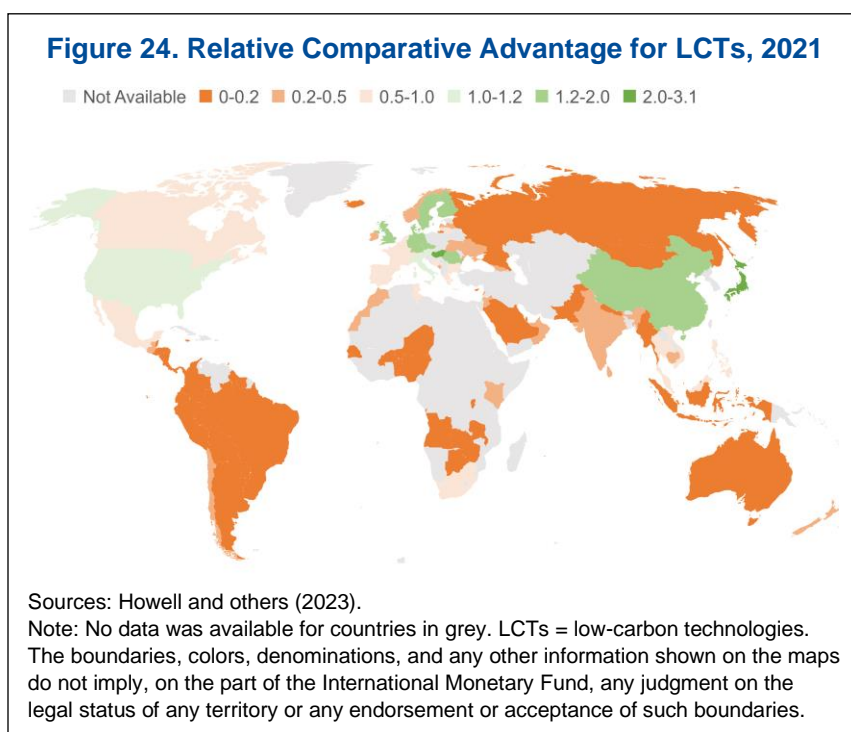 Figure 24. Relative Comparative Advantage for LCTs, 2021
Not Available 0-0.2 0.2-0.5 0.5-1.0 1.0-1.2 1.2-2.0 2.0-3.1
Sources: Howell and others (2023).
Note: No data was available for countries in grey. LCTs = low-carbon technologies.
The boundaries, colors, denominations, and any other information shown on the maps
do not imply, on the part of the International Monetary Fund, any judgment on the
legal status of any territory or any endorsement or acceptance of such boundaries.